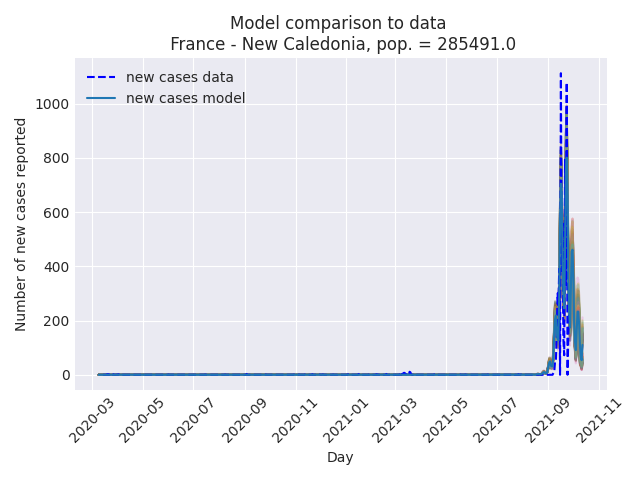 Model comparison to data
France - New Caledonia, pop. = 285491.0
new cases data
new cases model
Number of new cases reported
1000
800
600
400
200
0
2020-03
2020-05
2020-07
2020-09
2020-11
2021-01
2021-03
2021-05
2021-07
2021-09
2021-11
Day